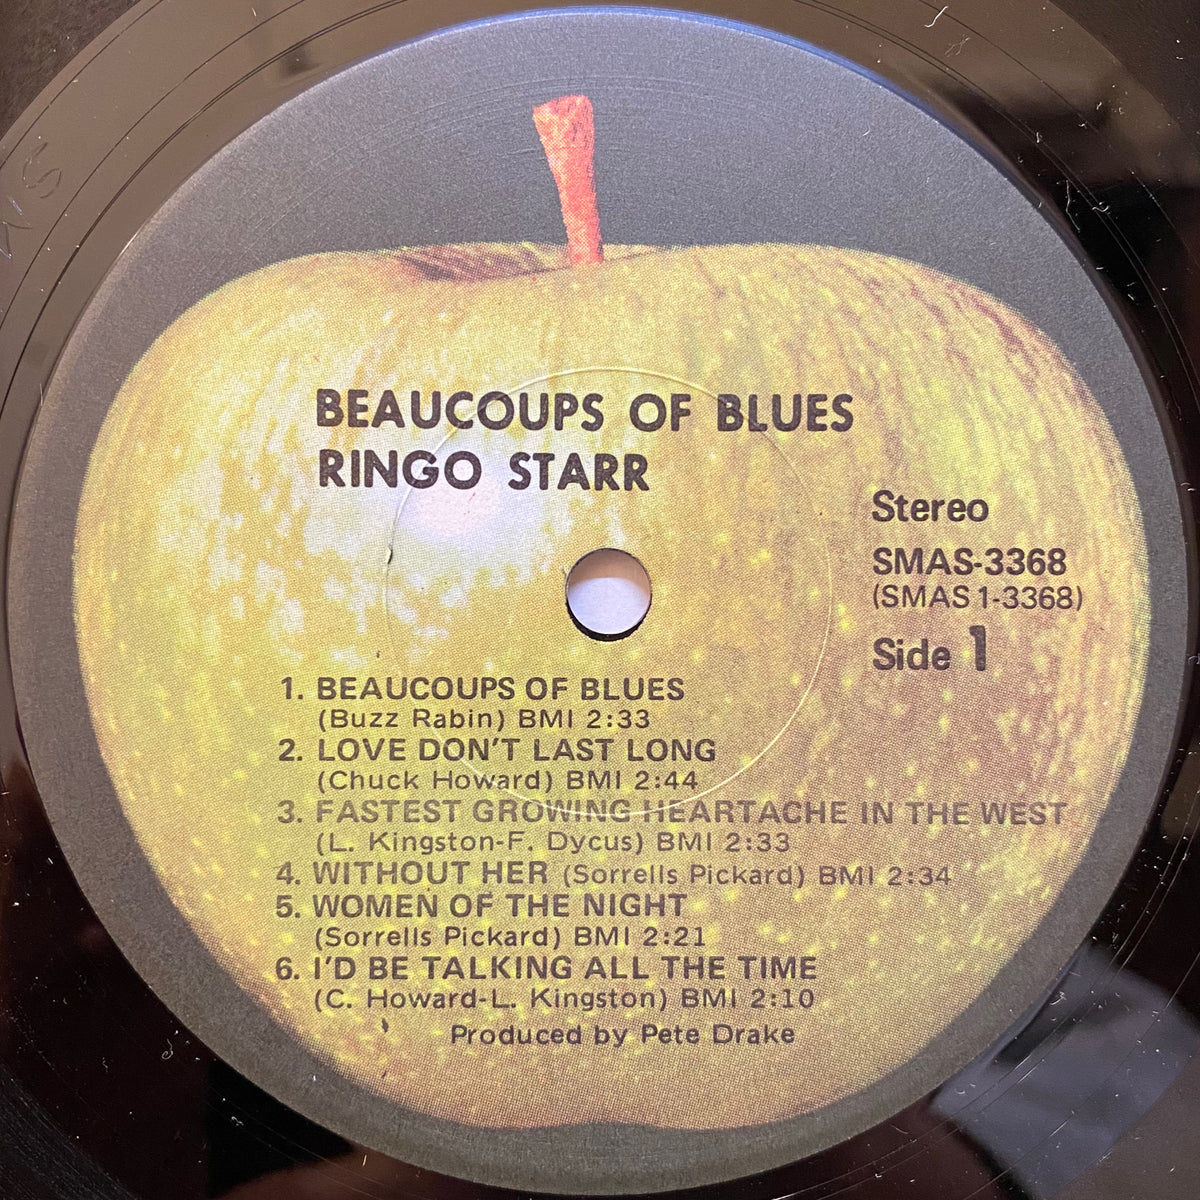 BEAUCOUPS OF BLUES
RINGO STARR
Stereo
SMAS-3368
(SMAS 1-3368)
Side 1
1. BEAUCOUPS OF BLUES
(Buzz Rabin) BMI 2:33
2. LOVE DON'T LAST LONG
(Chuck Howard) BMI 2:44
3. FASTEST GROWING HEARTACHE IN THE WEST
(L. Kingston-F. Dycus) BMI 2:33
4. WITHOUT HER (Sorrells Pickard) BMI 2:34
5. WOMEN OF THE NIGHT
(Sorrells Pickard) BMI 2:21
6. I'D BE TALKING ALL THE TIME
(C. Howard-L. Kingston) BMI 2:10
Produced by Pete Drake